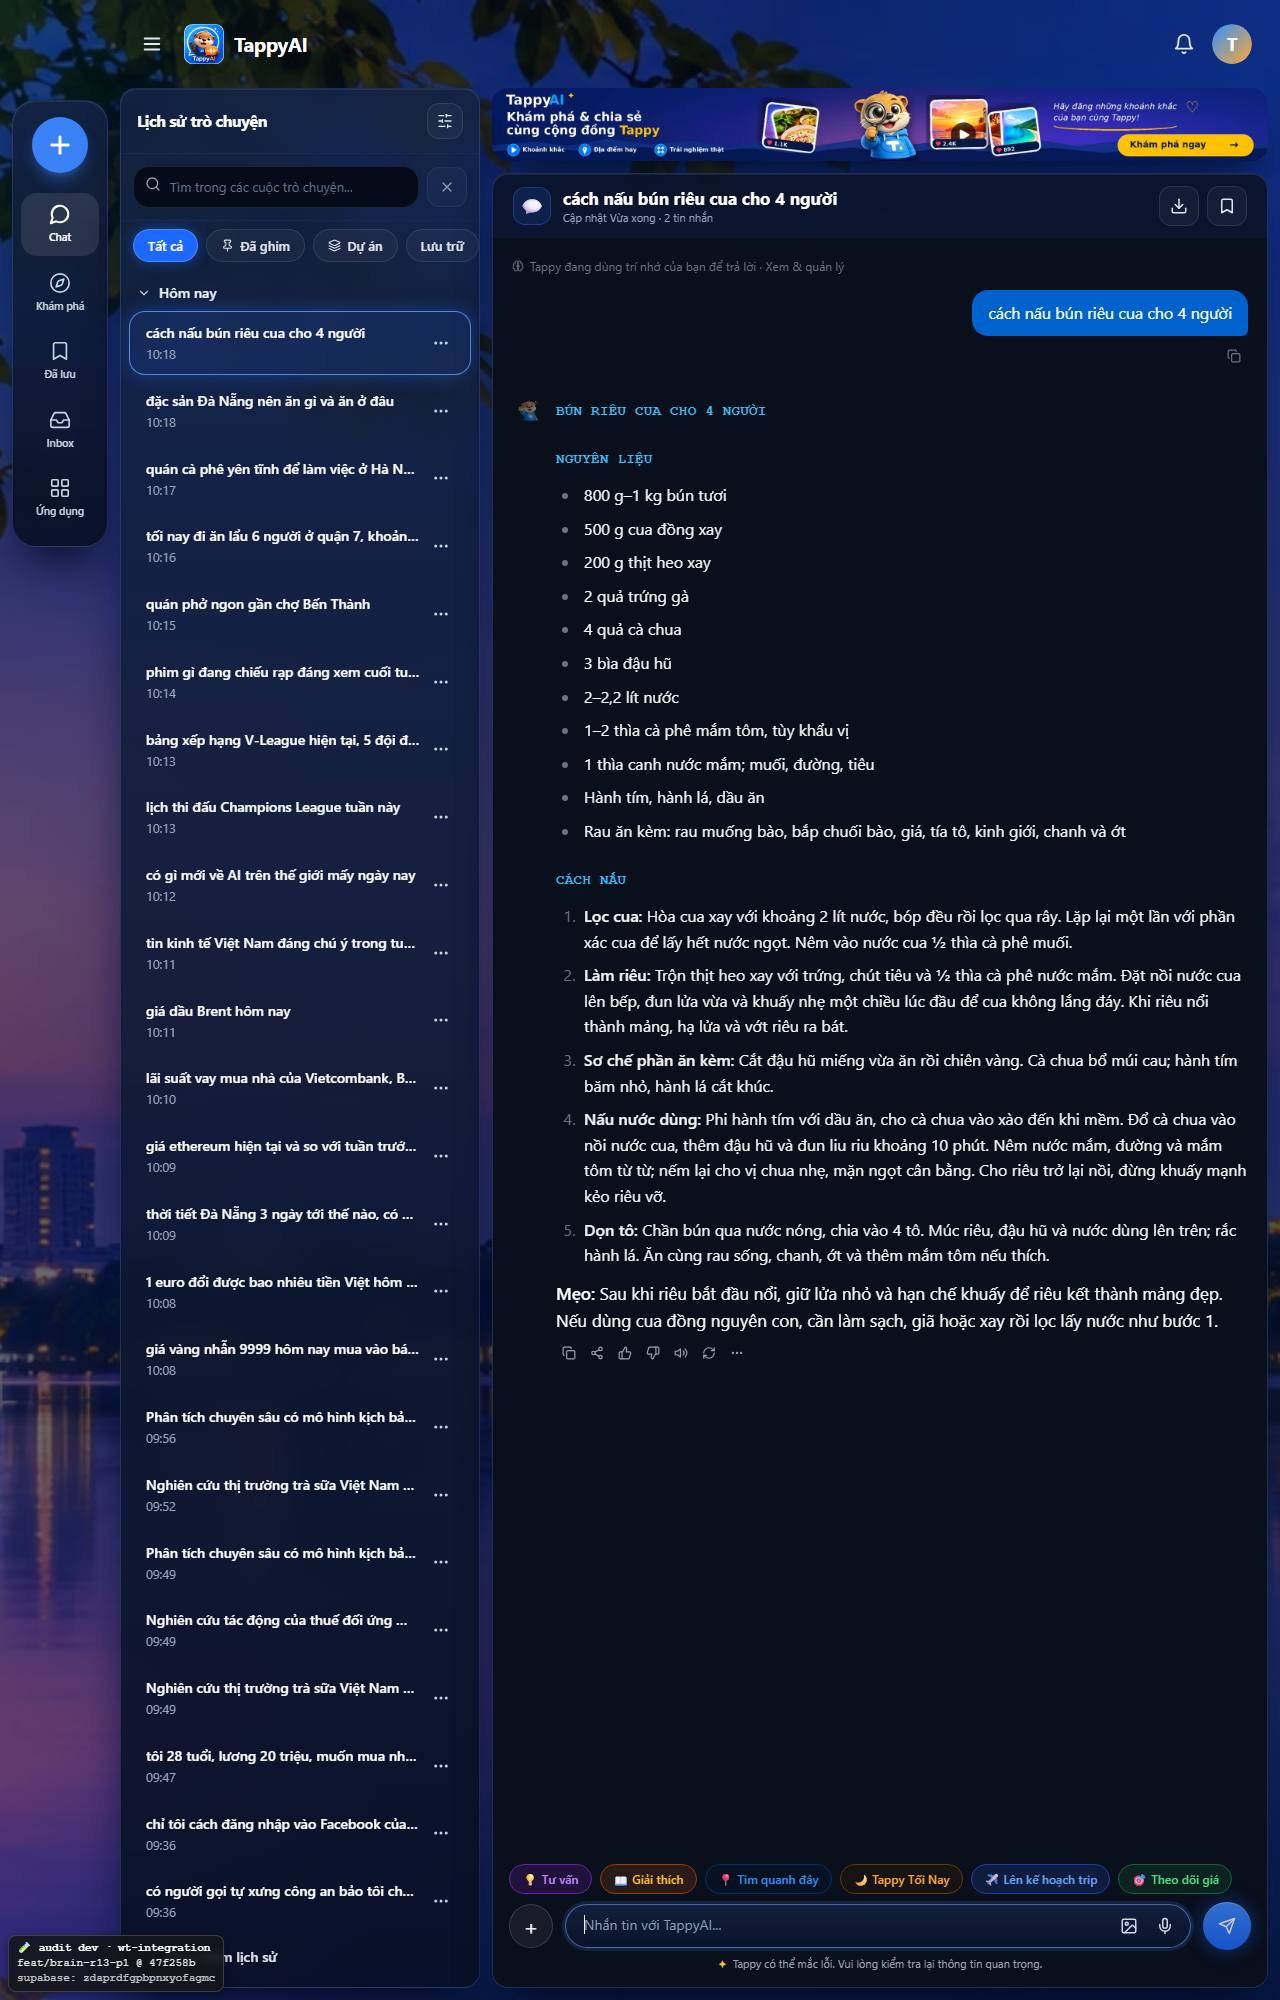 TappyAI
T
Chat
Khám phá
Đã lưu
Inbox
Ứng dụng
Lịch sử trò chuyện
Tìm trong các cuộc trò chuyện...
Tất cả
Đã ghim
Dự án
Lưu trữ
Hôm nay
cách nấu bún riêu cua cho 4 người
10:18
đặc sản Đà Nẵng nên ăn gì và ăn ở đâu
10:18
quán cà phê yên tĩnh để làm việc ở Hà N...
10:17
tối nay đi ăn lẩu 6 người ở quận 7, khoản...
10:16
quán phở ngon gần chợ Bến Thành
10:15
phim gì đang chiếu rạp đáng xem cuối tu...
10:14
bảng xếp hạng V-League hiện tại, 5 đội đ...
10:13
lịch thi đấu Champions League tuần này
10:13
có gì mới về AI trên thế giới mấy ngày nay
10:12
tin kinh tế Việt Nam đáng chú ý trong tu...
10:11
giá dầu Brent hôm nay
10:11
lãi suất vay mua nhà của Vietcombank, B...
10:10
giá ethereum hiện tại và so với tuần trướ...
10:09
thời tiết Đà Nẵng 3 ngày tới thế nào, có ...
10:09
1 euro đổi được bao nhiêu tiền Việt hôm ...
10:08
giá vàng nhẫn 9999 hôm nay mua vào bá...
10:08
Phân tích chuyên sâu có mô hình kịch bả...
09:56
Nghiên cứu thị trường trà sữa Việt Nam ...
09:52
Phân tích chuyên sâu có mô hình kịch bả...
09:49
Nghiên cứu tác động của thuế đối ứng ...
09:49
Nghiên cứu thị trường trà sữa Việt Nam ...
09:49
tôi 28 tuổi, lương 20 triệu, muốn mua nh...
09:47
chỉ tôi cách đăng nhập vào Facebook của...
09:36
có người gọi tự xưng công an bảo tôi ch...
09:36
lịch sử
audit dev · wt-integration
feat/brain-r13-p1 @ 47f258b
supabase: zdaprdfgpbpnxyofagmc
TappyAI
Khám phá & chia sẻ
cùng cộng đồng Tappy
Khoảnh khắc
Địa điểm hay
Trải nghiệm thật
1.1K
2.4K
892
Hãy đăng những khoảnh khắc
của bạn cùng Tappy!
Khám phá ngay →
cách nấu bún riêu cua cho 4 người
Cập nhật Vừa xong · 2 tin nhắn
Tappy đang dùng trí nhớ của bạn để trả lời · Xem & quản lý
cách nấu bún riêu cua cho 4 người
BÚN RIÊU CUA CHO 4 NGƯỜI
NGUYÊN LIỆU
800 g–1 kg bún tươi
500 g cua đồng xay
200 g thịt heo xay
2 quả trứng gà
4 quả cà chua
3 bìa đậu hũ
2–2,2 lít nước
1–2 thìa cà phê mắm tôm, tùy khẩu vị
1 thìa canh nước mắm; muối, đường, tiêu
Hành tím, hành lá, dầu ăn
Rau ăn kèm: rau muống bào, bắp chuối bào, giá, tía tô, kinh giới, chanh và ớt
CÁCH NẤU
1. Lọc cua: Hòa cua xay với khoảng 2 lít nước, bóp đều rồi lọc qua rây. Lặp lại một lần với phần
xác cua để lấy hết nước ngọt. Nêm vào nước cua ½ thìa cà phê muối.
2. Làm riêu: Trộn thịt heo xay với trứng, chút tiêu và ½ thìa cà phê nước mắm. Đặt nồi nước cua
lên bếp, đun lửa vừa và khuấy nhẹ một chiều lúc đầu để cua không lắng đáy. Khi riêu nổi
thành mảng, hạ lửa và vớt riêu ra bát.
3. Sơ chế phần ăn kèm: Cắt đậu hũ miếng vừa ăn rồi chiên vàng. Cà chua bổ múi cau; hành tím
băm nhỏ, hành lá cắt khúc.
4. Nấu nước dùng: Phi hành tím với dầu ăn, cho cà chua vào xào đến khi mềm. Đổ cà chua vào
nồi nước cua, thêm đậu hũ và đun liu riu khoảng 10 phút. Nêm nước mắm, đường và mắm
tôm từ từ; nếm lại cho vị chua nhẹ, mặn ngọt cân bằng. Cho riêu trở lại nồi, đừng khuấy mạnh
kẻo riêu vỡ.
5. Dọn tô: Chần bún qua nước nóng, chia vào 4 tô. Múc riêu, đậu hũ và nước dùng lên trên; rắc
hành lá. Ăn cùng rau sống, chanh, ớt và thêm mắm tôm nếu thích.
Mẹo: Sau khi riêu bắt đầu nổi, giữ lửa nhỏ và hạn chế khuấy để riêu kết thành mảng đẹp.
Nếu dùng cua đồng nguyên con, cần làm sạch, giã hoặc xay rồi lọc lấy nước như bước 1.
Tư vấn
Giải thích
Tìm quanh đây
Tappy Tối Nay
Lên kế hoạch trip
Theo dõi giá
Nhắn tin với TappyAI...
Tappy có thể mắc lỗi. Vui lòng kiểm tra lại thông tin quan trọng.